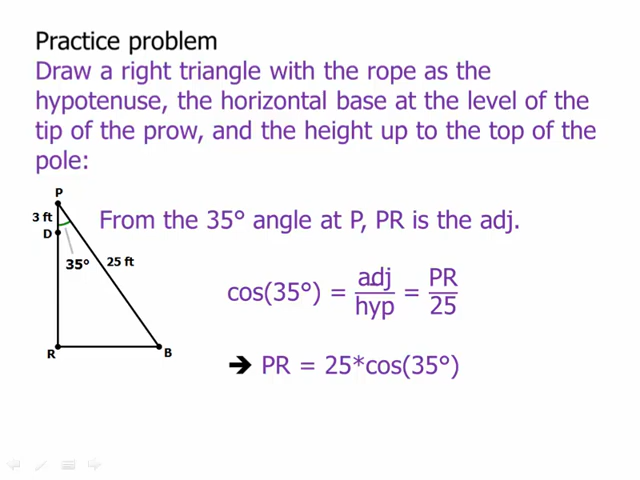 Practice problem
Draw a right triangle with the rope as the
hypotenuse, the horizontal base at the level of the
tip of the prow, and the height up to the top of the
pole:
P
3 ft
D
35°
25 ft
R
B
From the 35° angle at P, PR is the adj.
cos(35°) = adj/hyp = PR/25
➔ PR = 25*cos(35°)